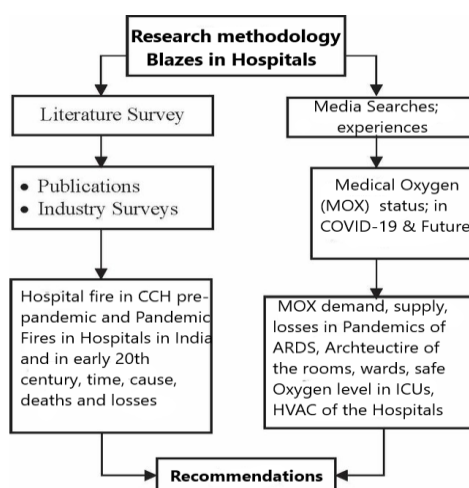 Research methodology
Blazes in Hospitals
Literature Survey
Media Searches;
experiences
• Publications
• Industry Surveys
Medical Oxygen
(MOX) status; in
COVID-19 & Future
Hospital fire in CCH pre-
pandemic and Pandemic
Fires in Hospitals in India
and in early 20th
century, time, cause,
deaths and losses
MOX demand, supply,
losses in Pandemics of
ARDS, Archteuctire of
the rooms, wards, safe
Oxygen level in ICUs,
HVAC of the Hospitals
Recommendations